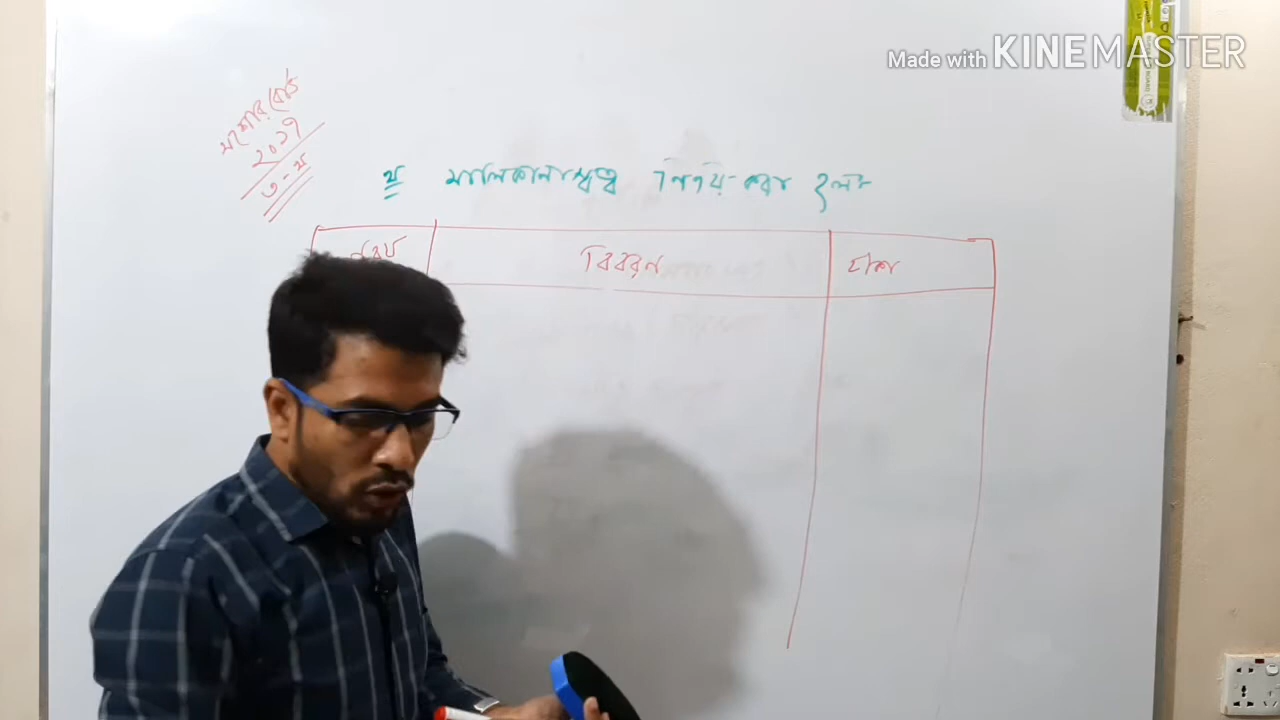 Made with KINEMASTER
যশোর বোর্ড
২০১৭
৩-খ
খ মালিকানাস্বত্ব নির্ণয় করা হলঃ
বিবরণ টাকা